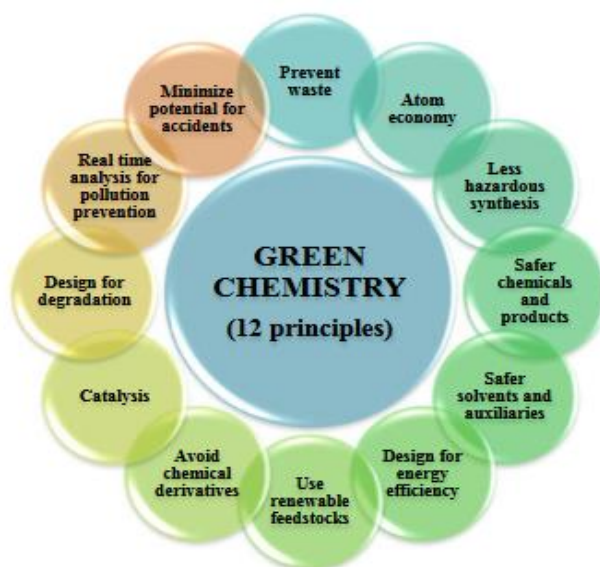 GREEN
CHEMISTRY
(12 principles)
Prevent
waste
Atom
economy
Less
hazardous
synthesis
Safer
chemicals
and
products
Safer
solvents and
auxiliaries
Design for
energy
efficiency
Use
renewable
feedstocks
Avoid
chemical
derivatives
Catalysis
Design for
degradation
Real time
analysis for
pollution
prevention
Minimize
potential for
accidents